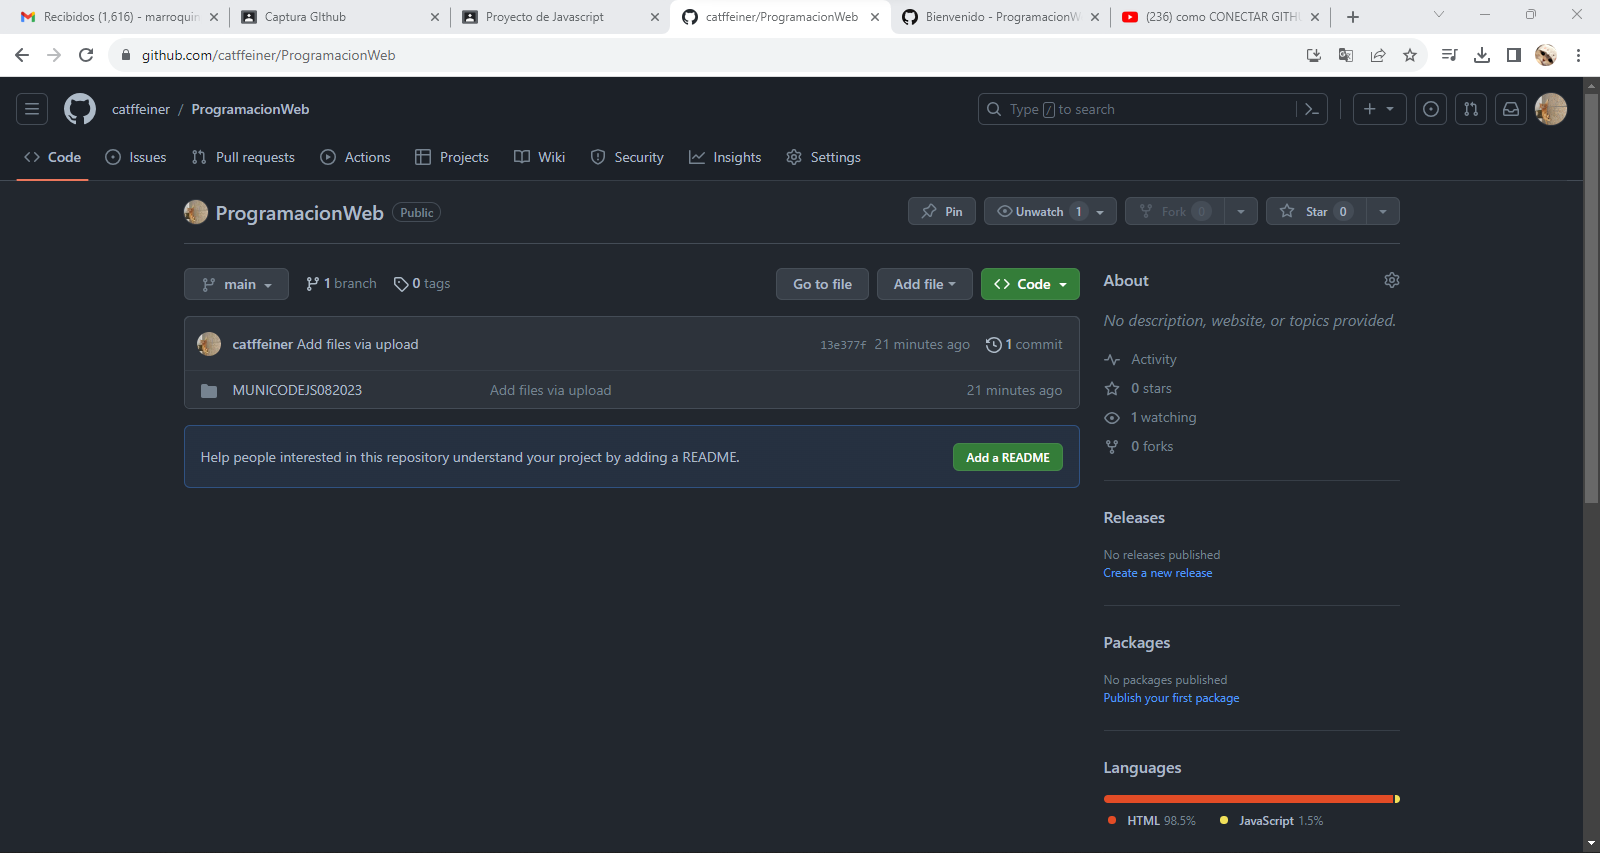 Recibidos (1,616) - marroquin
Captura GIthub
Proyecto de Javascript
catffeiner/ProgramacionWeb
Bienvenido - ProgramacionW
(236) como CONECTAR GITHU
github.com/catffeiner/ProgramacionWeb
catffeiner / ProgramacionWeb
Type / to search
Code
Issues
Pull requests
Actions
Projects
Wiki
Security
Insights
Settings
ProgramacionWeb
Public
Pin
Unwatch 1
Fork 0
Star 0
main
1 branch
0 tags
Go to file
Add file
Code
catffeiner Add files via upload
13e377f 21 minutes ago
1 commit
MUNICODEJS082023
Add files via upload
21 minutes ago
Help people interested in this repository understand your project by adding a README.
Add a README
About
No description, website, or topics provided.
Activity
0 stars
1 watching
0 forks
Releases
No releases published
Create a new release
Packages
No packages published
Publish your first package
Languages
HTML 98.5%
JavaScript 1.5%